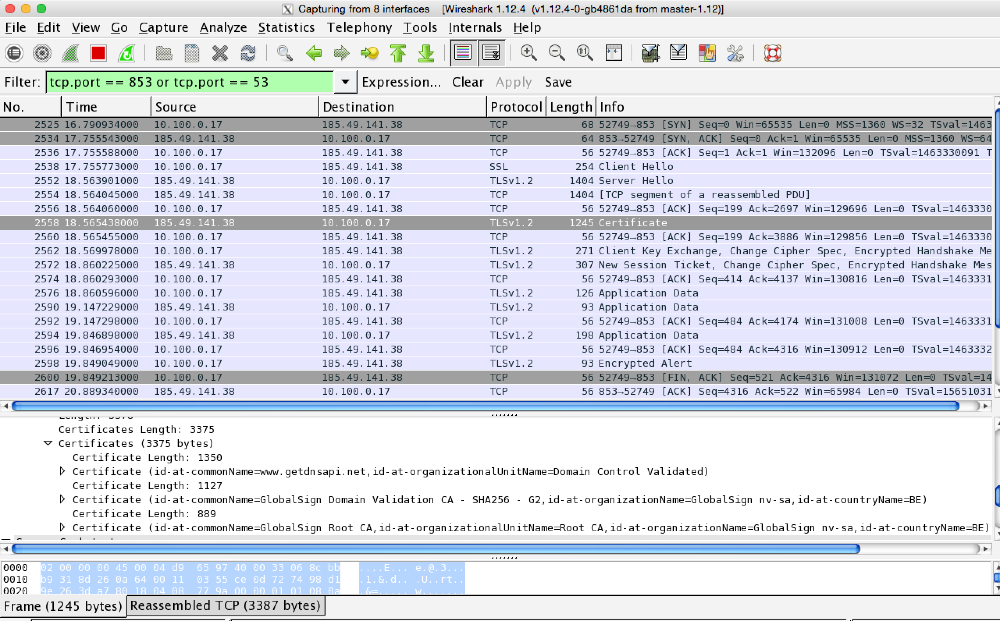 Capturing from 8 interfaces [Wireshark 1.12.4 (v1.12.4-0-gb4861da from master-1.12)]
File Edit View Go Capture Analyze Statistics Telephony Tools Internals Help
Filter: tcp.port == 853 or tcp.port == 53 Expression... Clear Apply Save
No. Time Source Destination Protocol Length Info
2525 16.790934000 10.100.0.17 185.49.141.38 TCP 68 52749→853 [SYN] Seq=0 Win=65535 Len=0 MSS=1360 WS=32 TSval=1463
2534 17.755543000 185.49.141.38 10.100.0.17 TCP 64 853→52749 [SYN, ACK] Seq=0 Ack=1 Win=65535 Len=0 MSS=1360 WS=64
2536 17.755588000 10.100.0.17 185.49.141.38 TCP 56 52749→853 [ACK] Seq=1 Ack=1 Win=132096 Len=0 TSval=1463330091 T
2538 17.755773000 10.100.0.17 185.49.141.38 SSL 254 Client Hello
2552 18.563901000 185.49.141.38 10.100.0.17 TLSv1.2 1404 Server Hello
2554 18.564045000 185.49.141.38 10.100.0.17 TCP 1404 [TCP segment of a reassembled PDU]
2556 18.564060000 10.100.0.17 185.49.141.38 TCP 56 52749→853 [ACK] Seq=199 Ack=2697 Win=129696 Len=0 TSval=1463330
2558 18.565438000 185.49.141.38 10.100.0.17 TLSv1.2 1245 Certificate
2560 18.565455000 10.100.0.17 185.49.141.38 TCP 56 52749→853 [ACK] Seq=199 Ack=3886 Win=129856 Len=0 TSval=1463330
2562 18.569978000 10.100.0.17 185.49.141.38 TLSv1.2 271 Client Key Exchange, Change Cipher Spec, Encrypted Handshake Me
2572 18.860225000 185.49.141.38 10.100.0.17 TLSv1.2 307 New Session Ticket, Change Cipher Spec, Encrypted Handshake Mes
2574 18.860293000 10.100.0.17 185.49.141.38 TCP 56 52749→853 [ACK] Seq=414 Ack=4137 Win=130816 Len=0 TSval=1463331
2576 18.860596000 10.100.0.17 185.49.141.38 TLSv1.2 126 Application Data
2590 19.147229000 185.49.141.38 10.100.0.17 TLSv1.2 93 Application Data
2592 19.147298000 10.100.0.17 185.49.141.38 TCP 56 52749→853 [ACK] Seq=484 Ack=4174 Win=131008 Len=0 TSval=1463331
2594 19.846898000 185.49.141.38 10.100.0.17 TLSv1.2 198 Application Data
2596 19.846954000 10.100.0.17 185.49.141.38 TCP 56 52749→853 [ACK] Seq=484 Ack=4316 Win=130912 Len=0 TSval=1463332
2598 19.849049000 10.100.0.17 185.49.141.38 TLSv1.2 93 Encrypted Alert
2600 19.849213000 10.100.0.17 185.49.141.38 TCP 56 52749→853 [FIN, ACK] Seq=521 Ack=4316 Win=131072 Len=0 TSval=14
2617 20.889340000 185.49.141.38 10.100.0.17 TCP 56 853→52749 [ACK] Seq=4316 Ack=522 Win=65984 Len=0 TSval=15651031
Certificates Length: 3375
Certificates (3375 bytes)
Certificate Length: 1350
Certificate (id-at-commonName=www.getdnsapi.net,id-at-organizationalUnitName=Domain Control Validated)
Certificate Length: 1127
Certificate (id-at-commonName=GlobalSign Domain Validation CA - SHA256 - G2,id-at-organizationName=GlobalSign nv-sa,id-at-countryName=BE)
Certificate Length: 889
Certificate (id-at-commonName=GlobalSign Root CA,id-at-organizationalUnitName=Root CA,id-at-organizationName=GlobalSign nv-sa,id-at-countryName=BE)
0000 02 00 00 00 45 00 04 d9 65 97 40 00 33 06 8c bb ....E... e.@.3...
0010 b9 31 8d 26 0a 64 00 11 03 55 ce 0d 72 74 98 d1 .1.&.d.. .U..rt..
0020 9e 26 3d a7 80 18 04 08 77 9a 00 00 01 01 08 0a .&=..... w.......
Frame (1245 bytes) Reassembled TCP (3387 bytes)